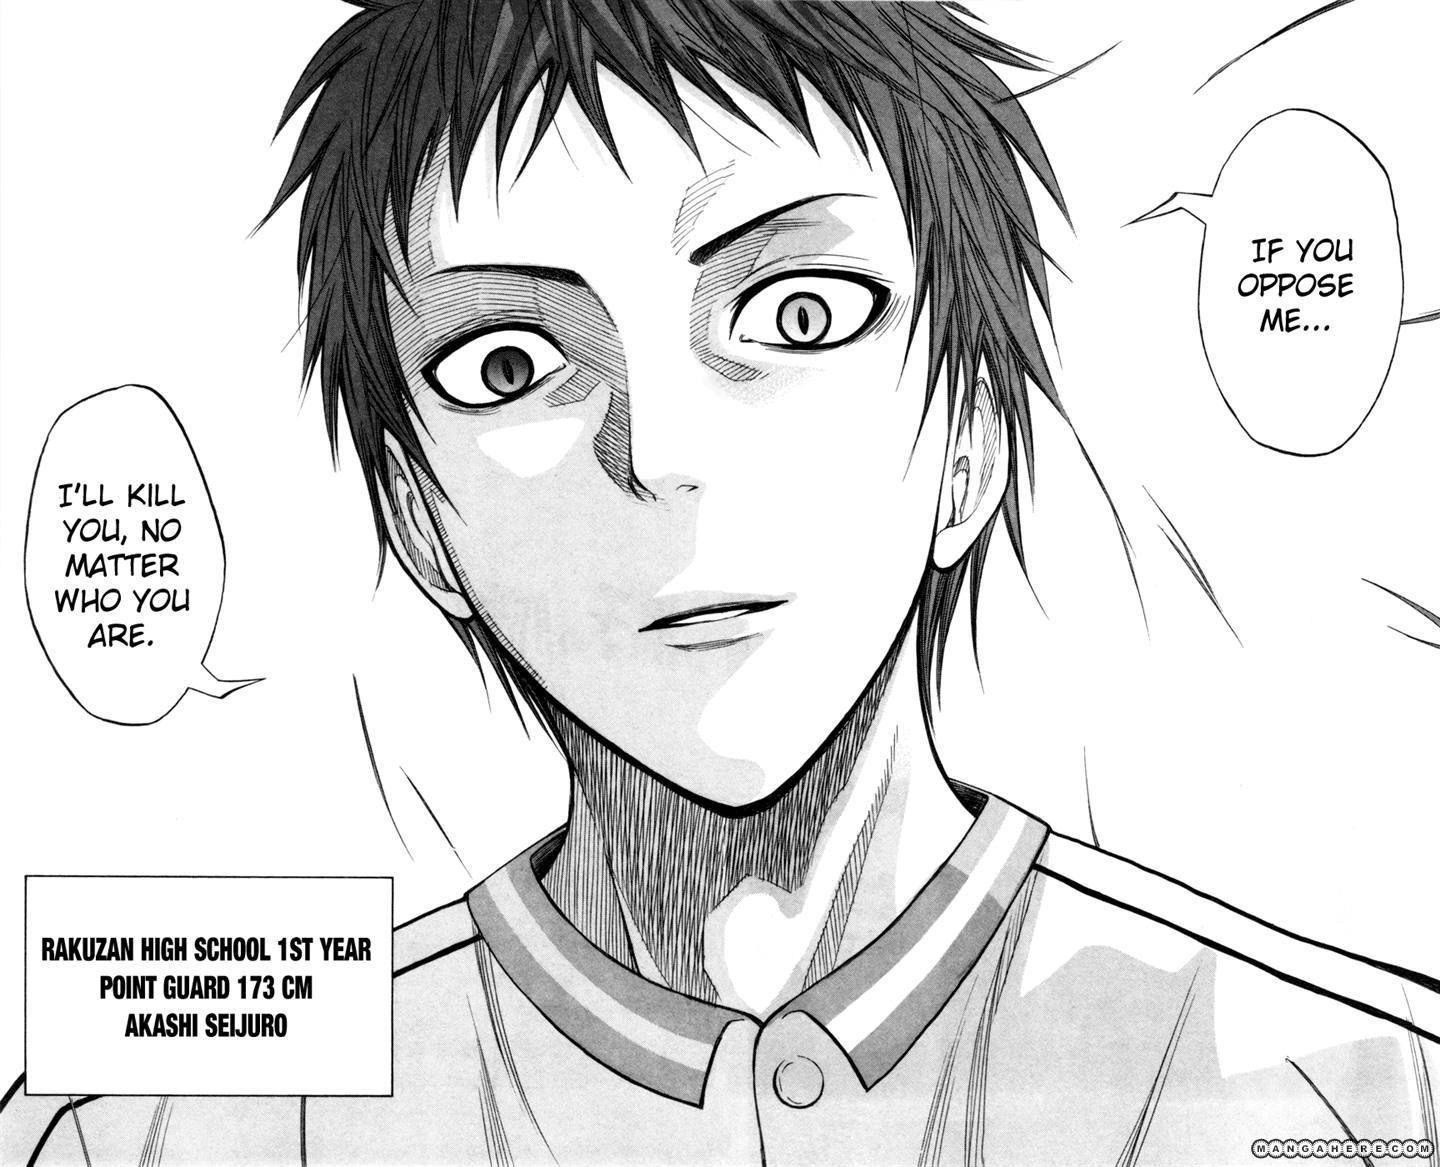 IF YOU
OPPOSE
ME...
I'LL KILL
YOU, NO
MATTER
WHO YOU
ARE.
RAKUZAN HIGH SCHOOL 1ST YEAR
POINT GUARD 173 CM
AKASHI SEIJURO
MANGAHERE.COM